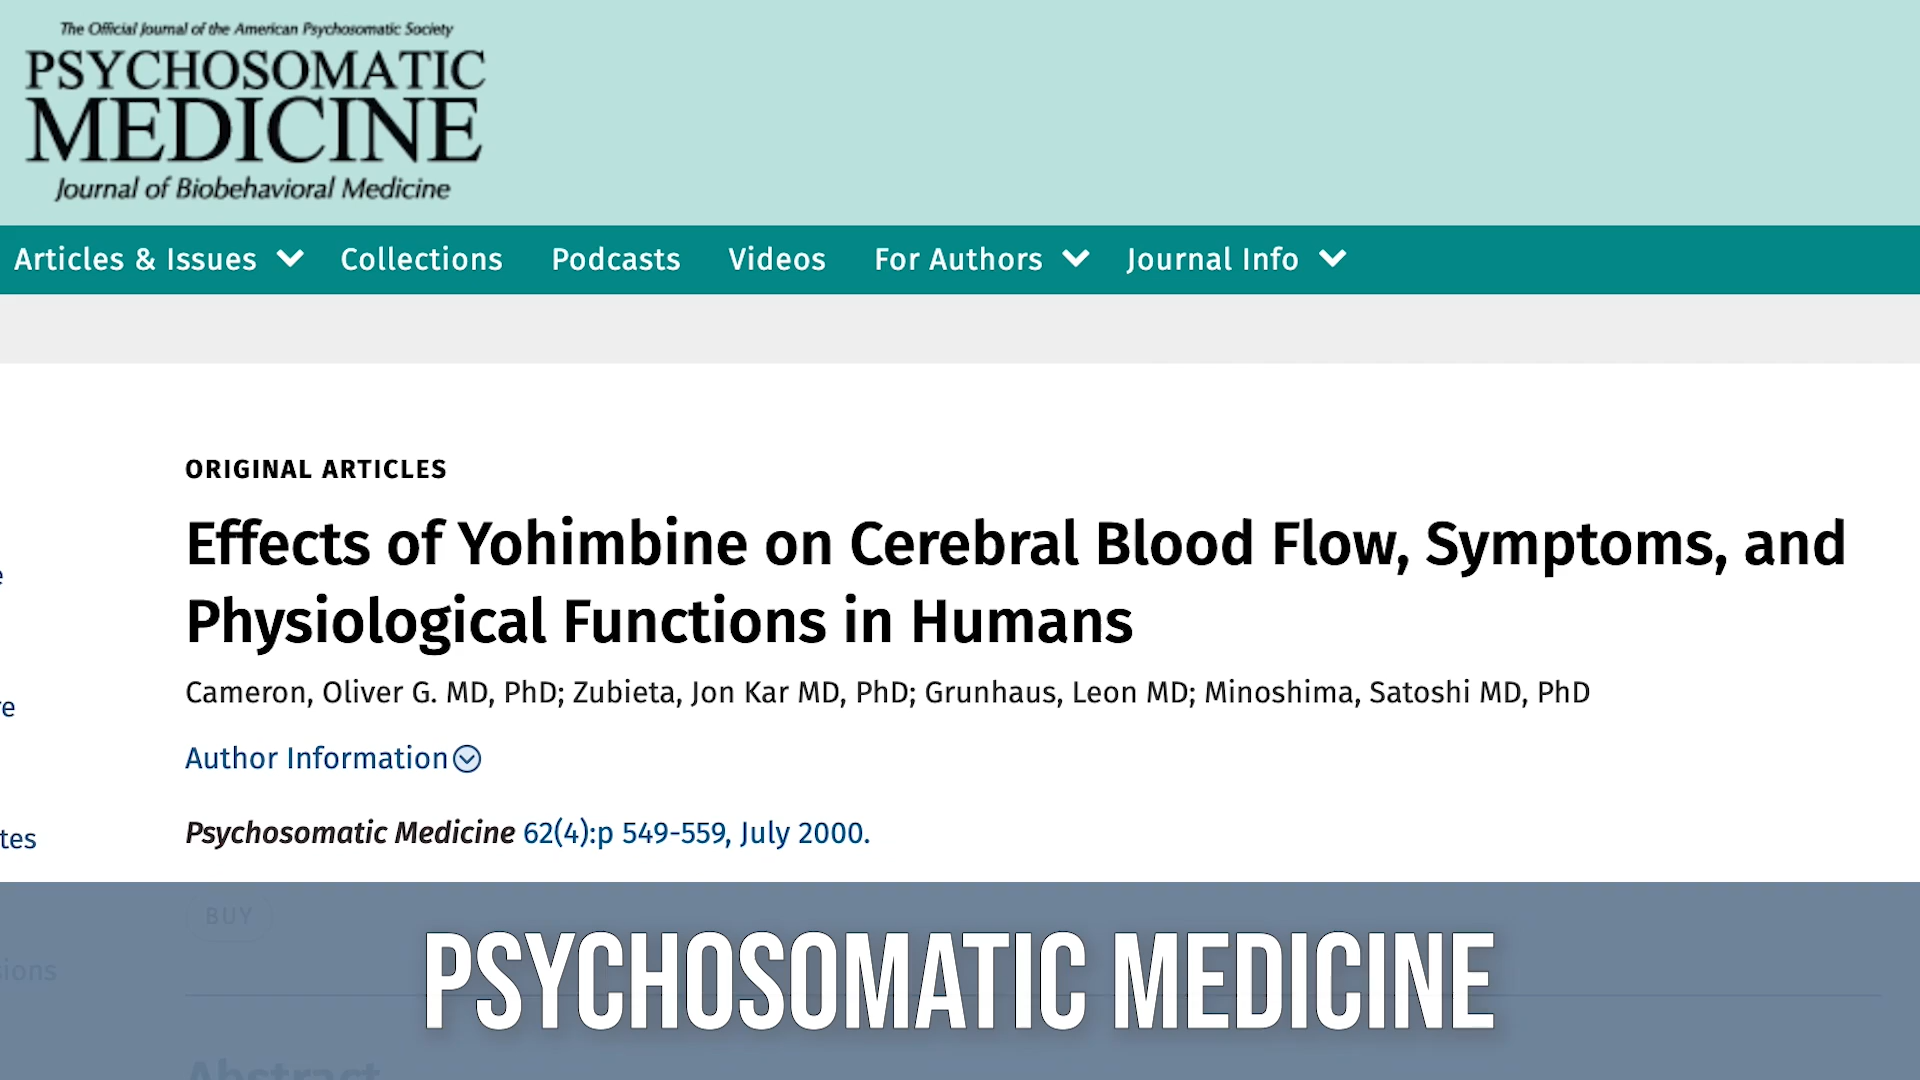 The Official Journal of the American Psychosomatic Society
PSYCHOSOMATIC
MEDICINE
Journal of Biobehavioral Medicine
Articles & Issues Collections Podcasts Videos For Authors Journal Info
ORIGINAL ARTICLES
Effects of Yohimbine on Cerebral Blood Flow, Symptoms, and
Physiological Functions in Humans
Cameron, Oliver G. MD, PhD; Zubieta, Jon Kar MD, PhD; Grunhaus, Leon MD; Minoshima, Satoshi MD, PhD
Author Information
Psychosomatic Medicine 62(4):p 549-559, July 2000.
BUY
PSYCHOSOMATIC MEDICINE
Abstract